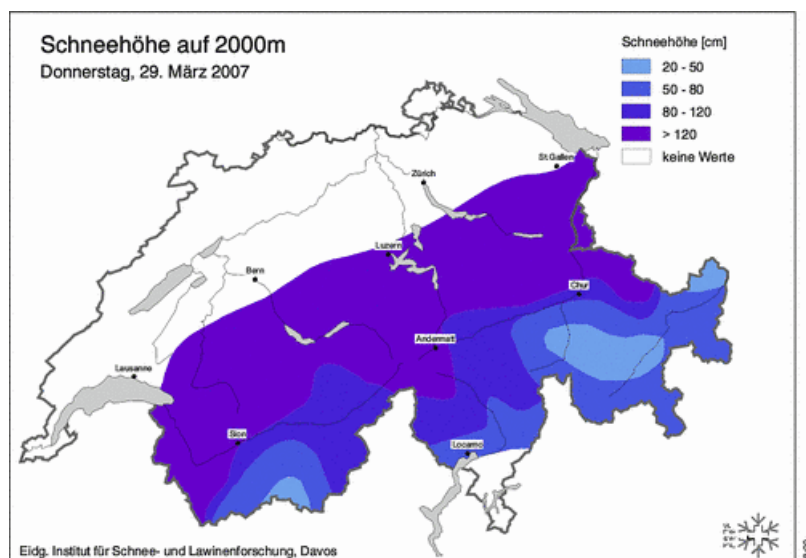 Schneehöhe auf 2000m
Donnerstag, 29. März 2007
Schneehöhe [cm]
20 - 50
50 - 80
80 - 120
> 120
keine Werte
St.Gallen
Zürich
Luzern
Bern
Chur
Andermatt
Lausanne
Sion
Locarno
Eidg. Institut für Schnee- und Lawinenforschung, Davos